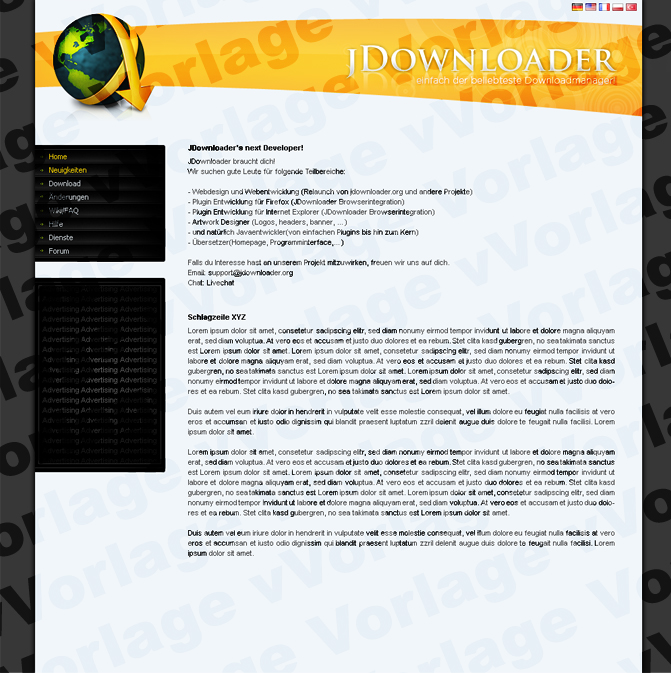 JDOWNLOADER
einfach der beliebteste Downloadmanager!
Home
Neuigkeiten
Download
Änderungen
Wiki/FAQ
Hilfe
Dienste
Forum
Advertising Advertising Advertising
Advertising Advertising Advertising
Advertising Advertising Advertising
Advertising Advertising Advertising
Advertising Advertising Advertising
Advertising Advertising Advertising
Advertising Advertising Advertising
Advertising Advertising Advertising
Advertising Advertising Advertising
Advertising Advertising Advertising
Advertising Advertising Advertising
Advertising Advertising Advertising
JDownloader's next Developer!
JDownloader braucht dich!
Wir suchen gute Leute für folgende Teilbereiche:
- Webdesign und Webentwicklung (Relaunch von jdownloader.org und andere Projekte)
- Plugin Entwicklung für Firefox (JDownloader Browserintegration)
- Plugin Entwicklung für Internet Explorer (JDownloader Browserintegration)
- Artwork Designer (Logos, headers, banner, ... )
- und natürlich Javaentwickler(von einfachen Plugins bis hin zum Kern)
- Übersetzer(Homepage, Programminterface,... )
Falls du Interesse hast an unserem Projekt mitzuwirken, freuen wir uns auf dich.
Email: support@jdownloader.org
Chat: Livechat
Schlagzeile XYZ
Lorem ipsum dolor sit amet, consetetur sadipscing elitr, sed diam nonumy eirmod tempor invidunt ut labore et dolore magna aliquyam
erat, sed diam voluptua. At vero eos et accusam et justo duo dolores et ea rebum. Stet clita kasd gubergren, no sea takimata sanctus
est Lorem ipsum dolor sit amet. Lorem ipsum dolor sit amet, consetetur sadipscing elitr, sed diam nonumy eirmod tempor invidunt ut
labore et dolore magna aliquyam erat, sed diam voluptua. At vero eos et accusam et justo duo dolores et ea rebum. Stet clita kasd
gubergren, no sea takimata sanctus est Lorem ipsum dolor sit amet. Lorem ipsum dolor sit amet, consetetur sadipscing elitr, sed diam
nonumy eirmod tempor invidunt ut labore et dolore magna aliquyam erat, sed diam voluptua. At vero eos et accusam et justo duo dolo-
res et ea rebum. Stet clita kasd gubergren, no sea takimata sanctus est Lorem ipsum dolor sit amet.
Duis autem vel eum iriure dolor in hendrerit in vulputate velit esse molestie consequat, vel illum dolore eu feugiat nulla facilisis at vero
eros et accumsan et iusto odio dignissim qui blandit praesent luptatum zzril delenit augue duis dolore te feugait nulla facilisi. Lorem
ipsum dolor sit amet.
Lorem ipsum dolor sit amet, consetetur sadipscing elitr, sed diam nonumy eirmod tempor invidunt ut labore et dolore magna aliquyam
erat, sed diam voluptua. At vero eos et accusam et justo duo dolores et ea rebum. Stet clita kasd gubergren, no sea takimata sanctus
est Lorem ipsum dolor sit amet. Lorem ipsum dolor sit amet, consetetur sadipscing elitr, sed diam nonumy eirmod tempor invidunt ut
labore et dolore magna aliquyam erat, sed diam voluptua. At vero eos et accusam et justo duo dolores et ea rebum. Stet clita kasd
gubergren, no sea takimata sanctus est Lorem ipsum dolor sit amet. Lorem ipsum dolor sit amet, consetetur sadipscing elitr, sed diam
nonumy eirmod tempor invidunt ut labore et dolore magna aliquyam erat, sed diam voluptua. At vero eos et accusam et justo duo dolo-
res et ea rebum. Stet clita kasd gubergren, no sea takimata sanctus est Lorem ipsum dolor sit amet.
Duis autem vel eum iriure dolor in hendrerit in vulputate velit esse molestie consequat, vel illum dolore eu feugiat nulla facilisis at vero
eros et accumsan et iusto odio dignissim qui blandit praesent luptatum zzril delenit augue duis dolore te feugait nulla facilisi. Lorem
ipsum dolor sit amet.
Vorlage vVorlage vVorlage